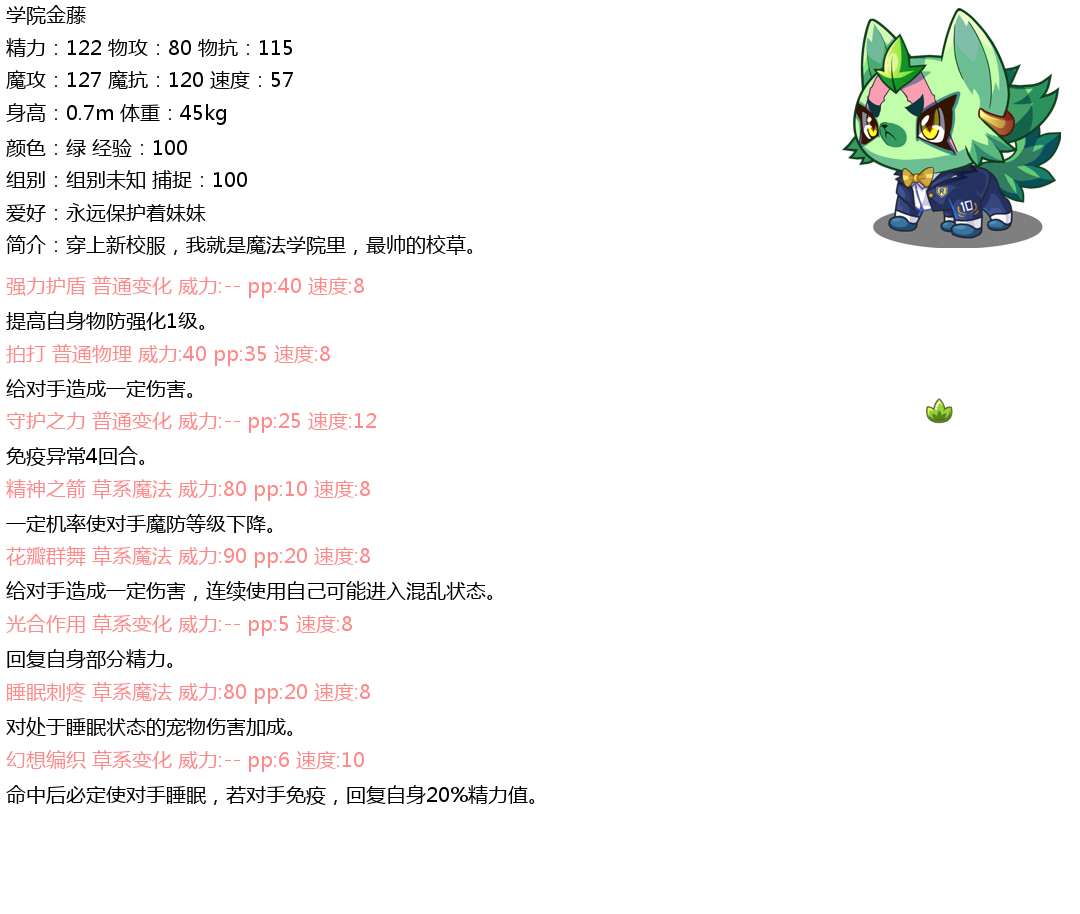 学院金藤
精力：122 物攻：80 物抗：115
魔攻：127 魔抗：120 速度：57
身高：0.7m 体重：45kg
颜色：绿 经验：100
组别：组别未知 捕捉：100
爱好：永远保护着妹妹
简介：穿上新校服，我就是魔法学院里，最帅的校草。
强力护盾 普通变化 威力:-- pp:40 速度:8
提高自身物防强化1级。
拍打 普通物理 威力:40 pp:35 速度:8
给对手造成一定伤害。
守护之力 普通变化 威力:-- pp:25 速度:12
免疫异常4回合。
精神之箭 草系魔法 威力:80 pp:10 速度:8
一定机率使对手魔防等级下降。
花瓣群舞 草系魔法 威力:90 pp:20 速度:8
给对手造成一定伤害，连续使用自己可能进入混乱状态。
光合作用 草系变化 威力:-- pp:5 速度:8
回复自身部分精力。
睡眠刺疼 草系魔法 威力:80 pp:20 速度:8
对处于睡眠状态的宠物伤害加成。
幻想编织 草系变化 威力:-- pp:6 速度:10
命中后必定使对手睡眠，若对手免疫，回复自身20%精力值。
R
10